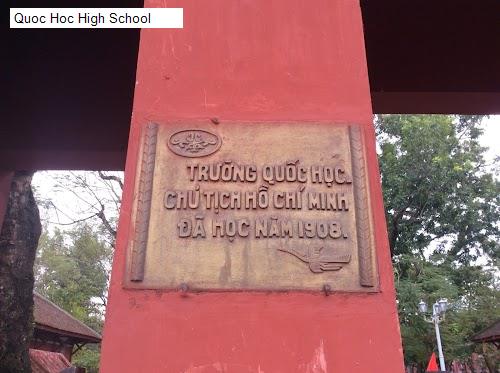 Quoc Hoc High School
TRƯỜNG QUỐC HỌC.
CHỦ TỊCH HỒ CHÍ MINH
ĐÃ HỌC NĂM 1908.